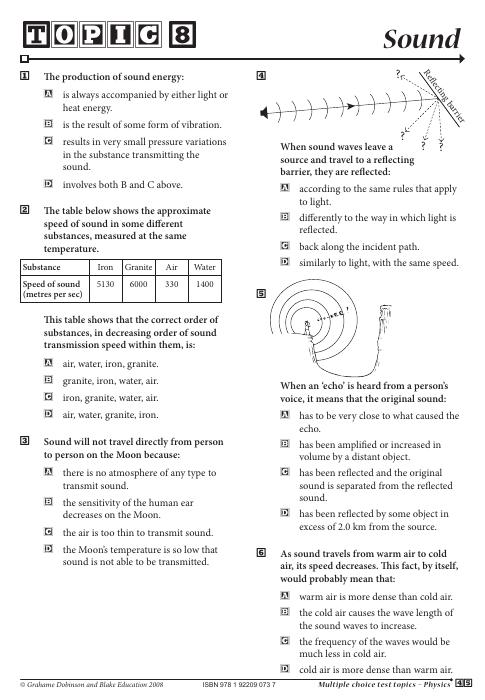 TOPIC 8
Sound
1 The production of sound energy:
A is always accompanied by either light or
heat energy.
B is the result of some form of vibration.
C results in very small pressure variations
in the substance transmitting the
sound.
D involves both B and C above.
2 The table below shows the approximate
speed of sound in some different
substances, measured at the same
temperature.
Substance Iron Granite Air Water
Speed of sound 5130 6000 330 1400
(metres per sec)
This table shows that the correct order of
substances, in decreasing order of sound
transmission speed within them, is:
A air, water, iron, granite.
B granite, iron, water, air.
C iron, granite, water, air.
D air, water, granite, iron.
3 Sound will not travel directly from person
to person on the Moon because:
A there is no atmosphere of any type to
transmit sound.
B the sensitivity of the human ear
decreases on the Moon.
C the air is too thin to transmit sound.
D the Moon's temperature is so low that
sound is not able to be transmitted.
4
?
Reflecting barrier
?
?
?
When sound waves leave a
source and travel to a reflecting
barrier, they are reflected:
A according to the same rules that apply
to light.
B differently to the way in which light is
reflected.
C back along the incident path.
D similarly to light, with the same speed.
5
?
When an 'echo' is heard from a person's
voice, it means that the original sound:
A has to be very close to what caused the
echo.
B has been amplified or increased in
volume by a distant object.
C has been reflected and the original
sound is separated from the reflected
sound.
D has been reflected by some object in
excess of 2.0 km from the source.
6 As sound travels from warm air to cold
air, its speed decreases. This fact, by itself,
would probably mean that:
A warm air is more dense than cold air.
B the cold air causes the wave length of
the sound waves to increase.
C the frequency of the waves would be
much less in cold air.
D cold air is more dense than warm air.
© Grahame Dobinson and Blake Education 2008 ISBN 978 1 92209 073 7 Multiple choice test topics – Physics 45